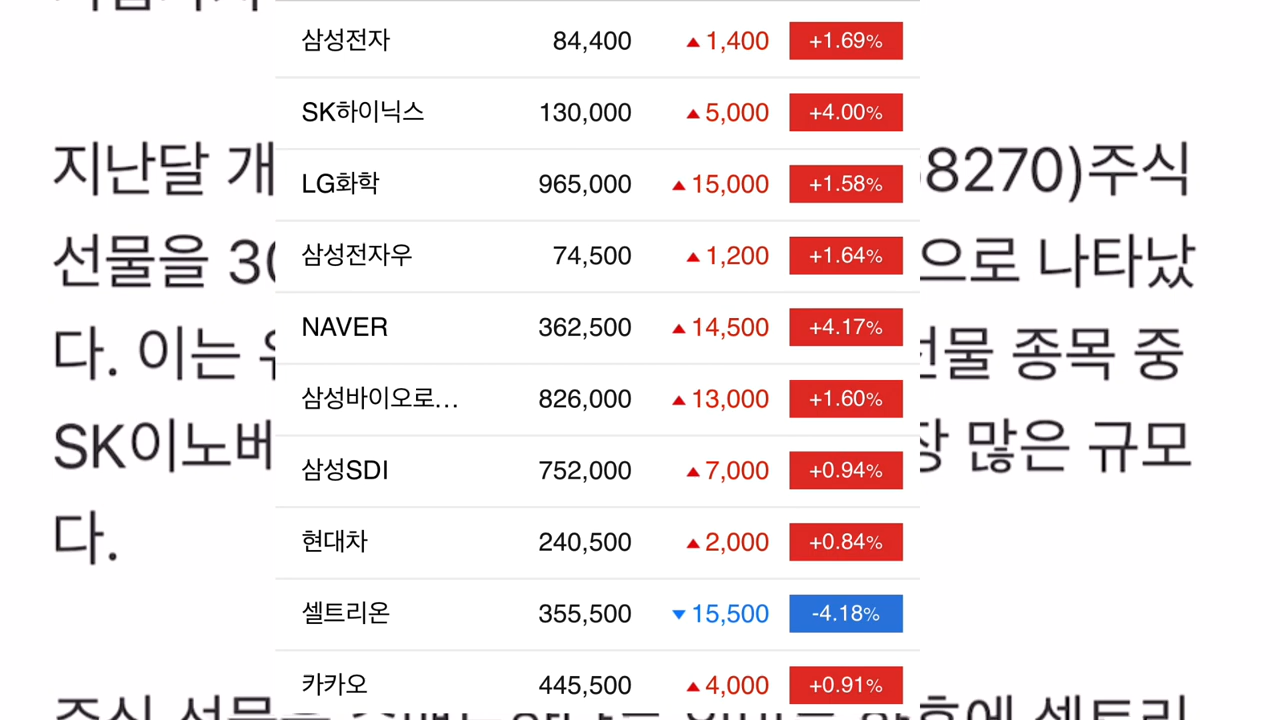 삼성전자 84,400 ▲1,400 +1.69%
SK하이닉스 130,000 ▲5,000 +4.00%
LG화학 965,000 ▲15,000 +1.58%
삼성전자우 74,500 ▲1,200 +1.64%
NAVER 362,500 ▲14,500 +4.17%
삼성바이오로... 826,000 ▲13,000 +1.60%
삼성SDI 752,000 ▲7,000 +0.94%
현대차 240,500 ▲2,000 +0.84%
셀트리온 355,500 ▼15,500 -4.18%
카카오 445,500 ▲4,000 +0.91%
지난달 개 8270)주식
선물을 30 으로 나타났
다. 이는 선물 종목 중
SK이노베 많은 규모
다.
주식 선물